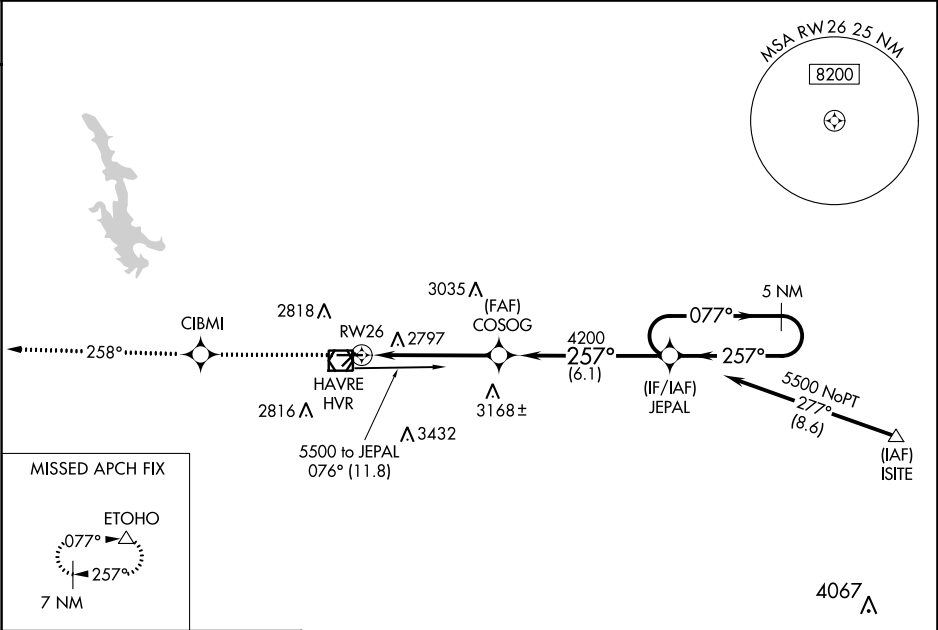 MSA RW26 25 NM
8200
5 NM
3035
(FAF)
COSOG
2818
077°
CIBMI
RW26
2797
4200
258°
257°
(6.1)
257°
HAVRE
HVR
(IF/IAF)
JEPAL
5500 NoPT
277°
(8.6)
2816
3168±
3432
5500 to JEPAL
076° (11.8)
(IAF)
ISITE
MISSED APCH FIX
ETOHO
077°
257°
7 NM
4067